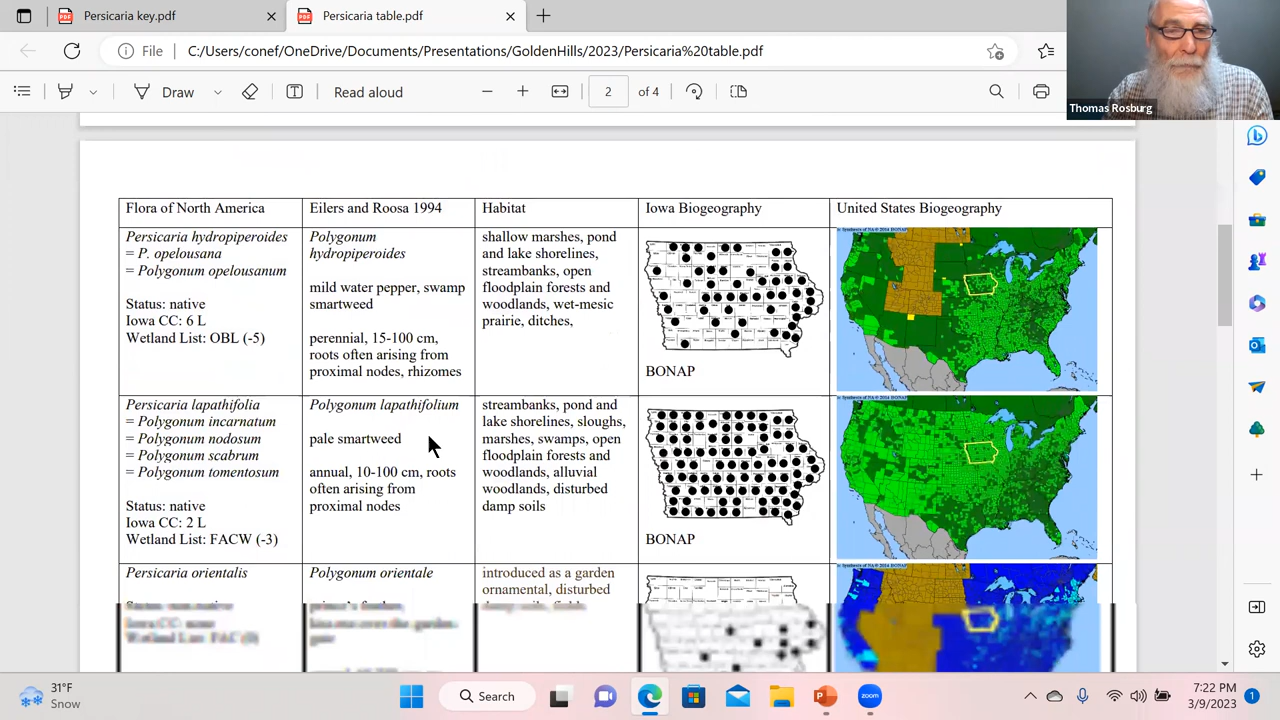 Persicaria key.pdf
Persicaria table.pdf
File
C:/Users/conef/OneDrive/Documents/Presentations/GoldenHills/2023/Persicaria%20table.pdf
Draw
Read aloud
2
of 4
Thomas Rosburg
Flora of North America
Eilers and Roosa 1994
Habitat
Iowa Biogeography
United States Biogeography
Persicaria hydropiperoides
= P. opelousana
= Polygonum opelousanum
Status: native
Iowa CC: 6 L
Wetland List: OBL (-5)
Polygonum
hydropiperoides
mild water pepper, swamp
smartweed
perennial, 15-100 cm,
roots often arising from
proximal nodes, rhizomes
shallow marshes, pond
and lake shorelines,
streambanks, open
floodplain forests and
woodlands, wet-mesic
prairie, ditches,
BONAP
Persicaria lapathifolia
= Polygonum incarnatum
= Polygonum nodosum
= Polygonum scabrum
= Polygonum tomentosum
Status: native
Iowa CC: 2 L
Wetland List: FACW (-3)
Polygonum lapathifolium
pale smartweed
annual, 10-100 cm, roots
often arising from
proximal nodes
streambanks, pond and
lake shorelines, sloughs,
marshes, swamps, open
floodplain forests and
woodlands, alluvial
woodlands, disturbed
damp soils
BONAP
Persicaria orientalis
Polygonum orientale
introduced as a garden
ornamental, disturbed
31°F
Snow
Search
zoom
7:22 PM
3/9/2023
1